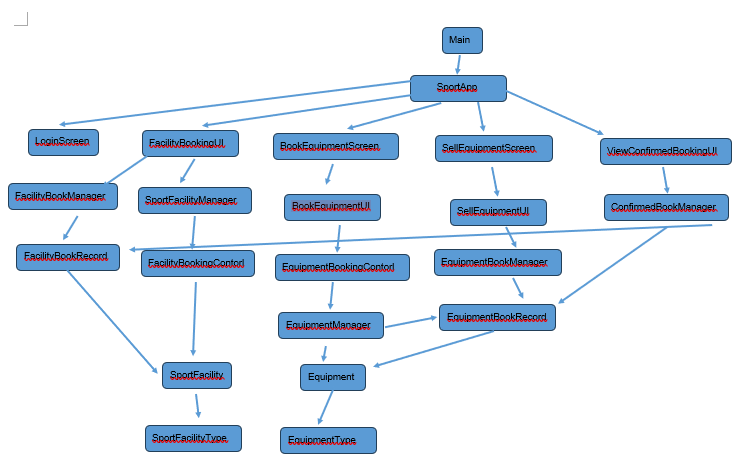 Main
SportApp
LoginScreen
FacilityBookingUI
BookEquipmentScreen
SellEquipmentScreen
ViewConfirmedBookingUI
FacilityBookManager
SportFacilityManager
BookEquipmentUI
SellEquipmentUI
ConfirmedBookManager
FacilityBookRecord
FacilityBookingContorl
EquipmentBookingContorl
EquipmentBookManager
EquipmentManager
EquipmentBookRecord
SportFacility
Equipment
SportFacilityType
EquipmentType